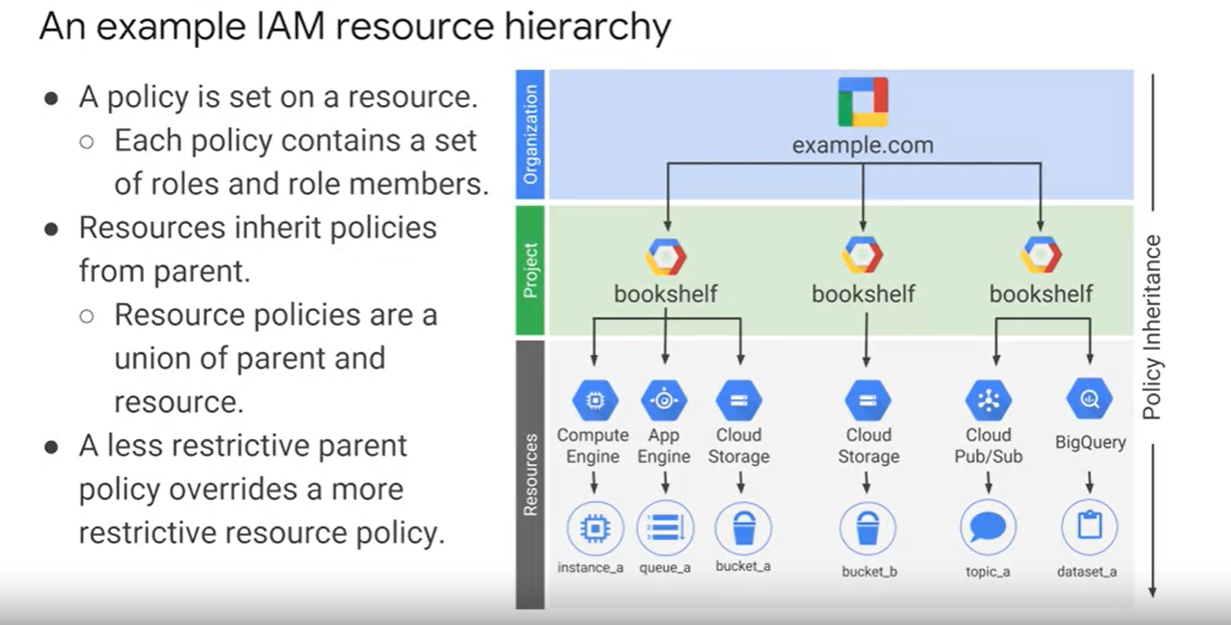 An example IAM resource hierarchy
● A policy is set on a resource.
○ Each policy contains a set
of roles and role members.
● Resources inherit policies
from parent.
○ Resource policies are a
union of parent and
resource.
● A less restrictive parent
policy overrides a more
restrictive resource policy.
Organization
example.com
Project
bookshelf
bookshelf
bookshelf
Resources
Compute
Engine
App
Engine
Cloud
Storage
Cloud
Storage
Cloud
Pub/Sub
BigQuery
instance_a
queue_a
bucket_a
bucket_b
topic_a
dataset_a
Policy Inheritance